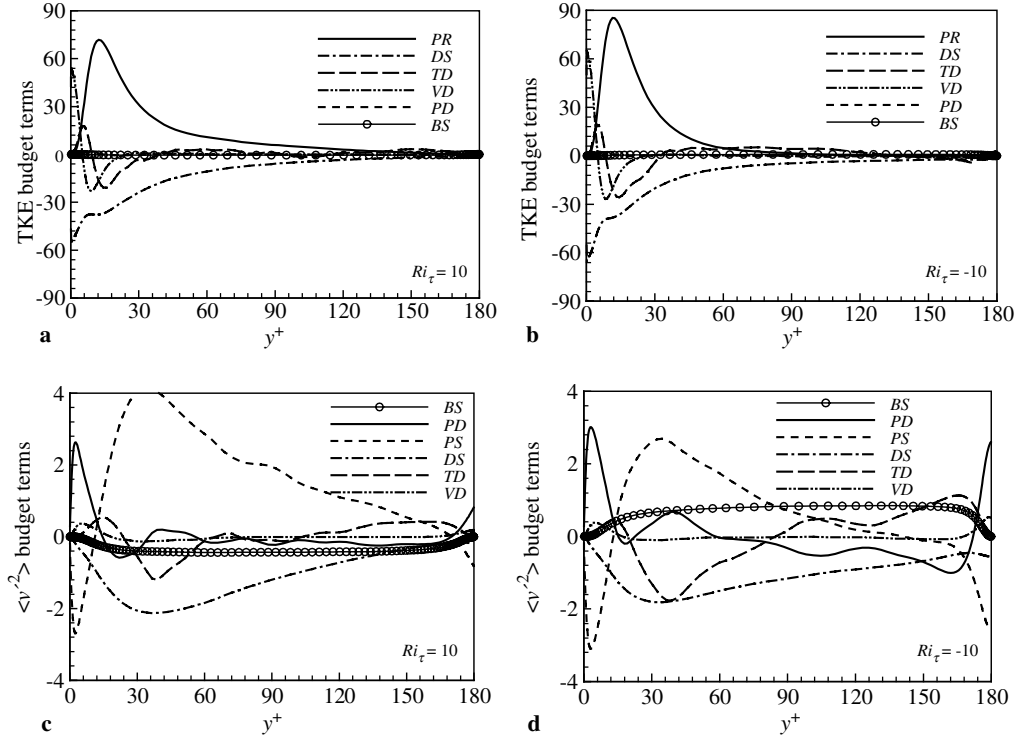 90
60
30
0
-30
-60
-90
TKE budget terms
PR
DS
TD
VD
PD
BS
Riτ = 10
0 30 60 90 120 150 180
a
y+
90
60
30
0
-30
-60
-90
TKE budget terms
PR
DS
TD
VD
PD
BS
Riτ = -10
0 30 60 90 120 150 180
b
y+
4
2
0
-2
-4
<v´2> budget terms
BS
PD
PS
DS
TD
VD
Riτ = 10
0 30 60 90 120 150 180
c
y+
4
2
0
-2
-4
<v´2> budget terms
BS
PD
PS
DS
TD
VD
Riτ = -10
0 30 60 90 120 150 180
d
y+